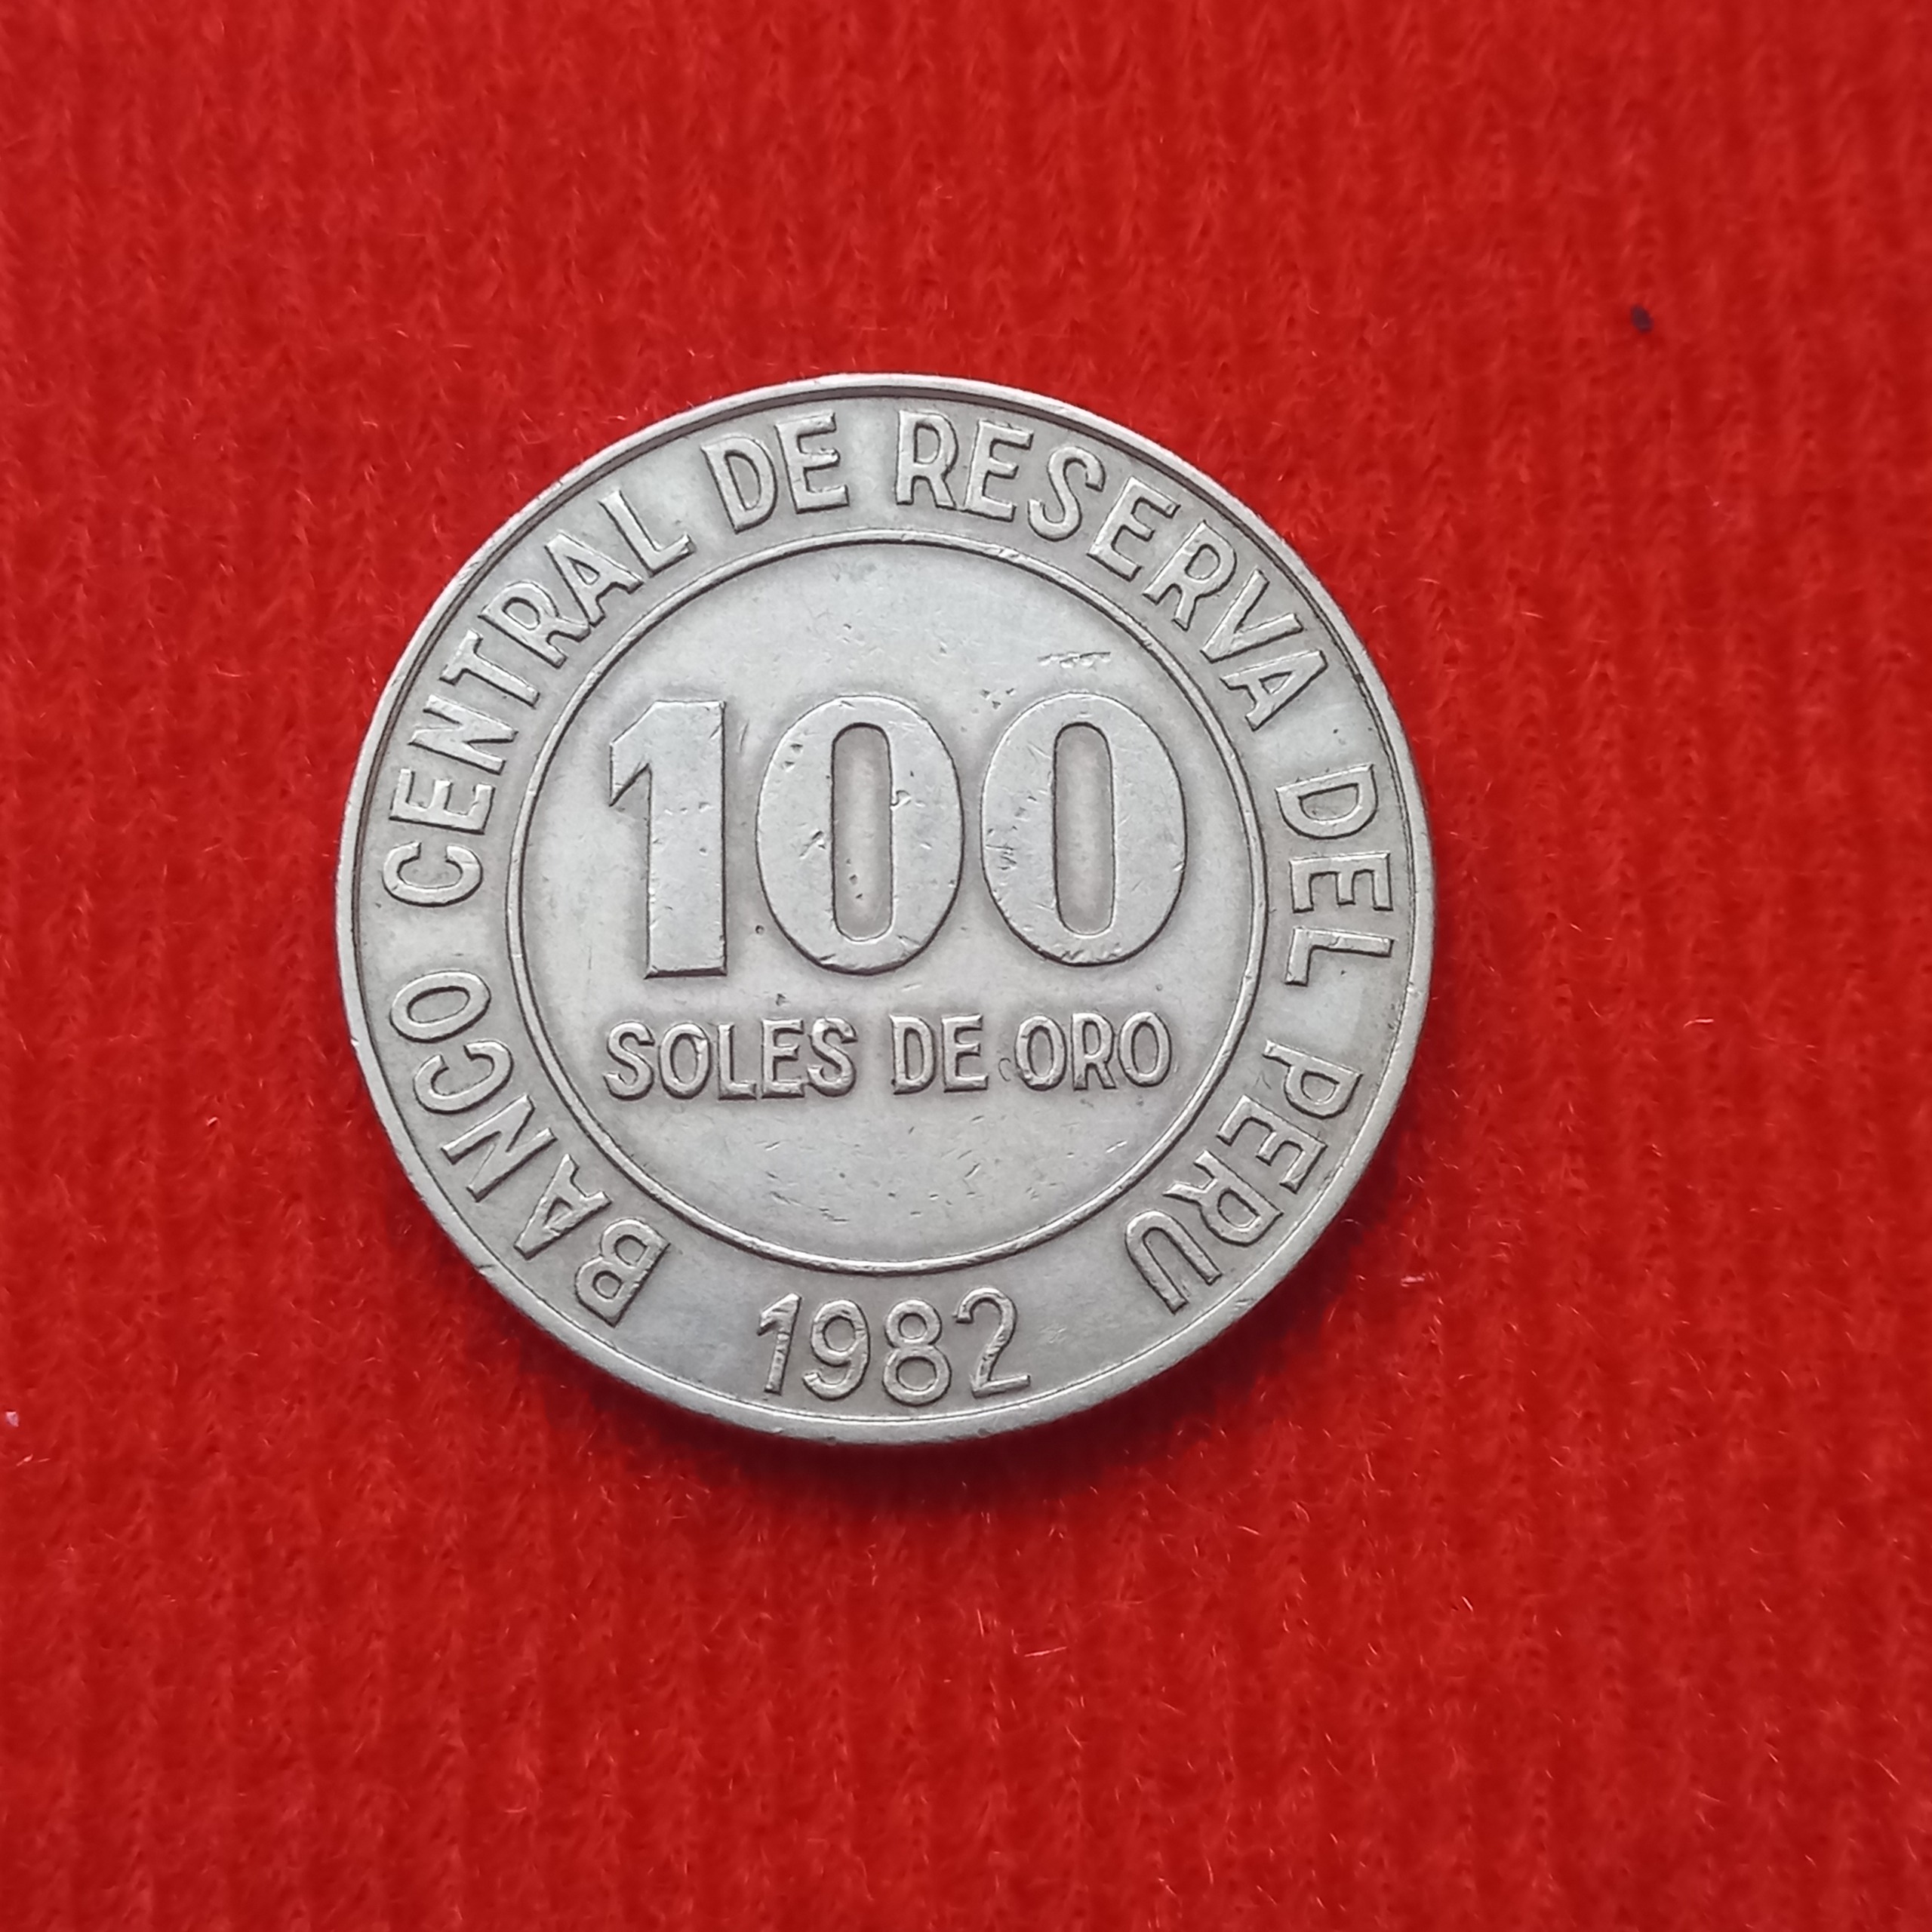 BANCO CENTRAL DE RESERVA DEL PERU
100
SOLES DE ORO
1982